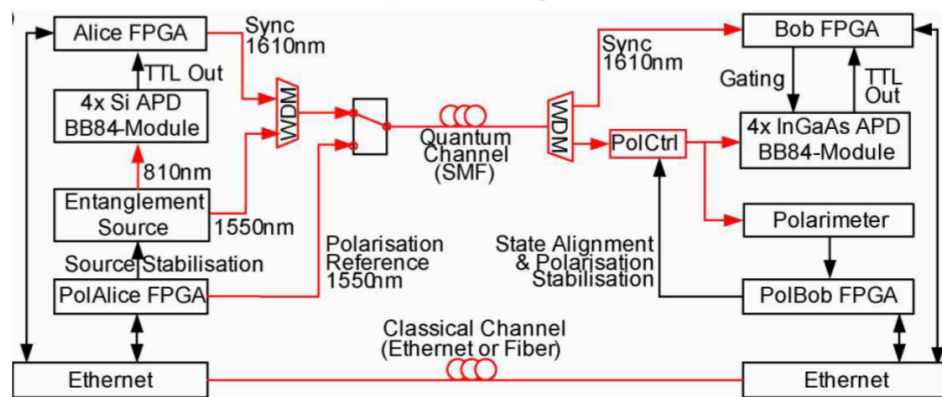 Alice FPGA
Sync
1610nm
TTL Out
4x Si APD
BB84-Module
WDM
810nm
Entanglement
Source
1550nm
Source Stabilisation
PolAlice FPGA
Ethernet
Quantum
Channel
(SMF)
Polarisation
Reference
1550nm
Classical Channel
(Ethernet or Fiber)
WDM
Sync
1610nm
PolCtrl
State Alignment
& Polarisation
Stabilisation
Bob FPGA
Gating
TTL
Out
4x InGaAs APD
BB84-Module
Polarimeter
PolBob FPGA
Ethernet